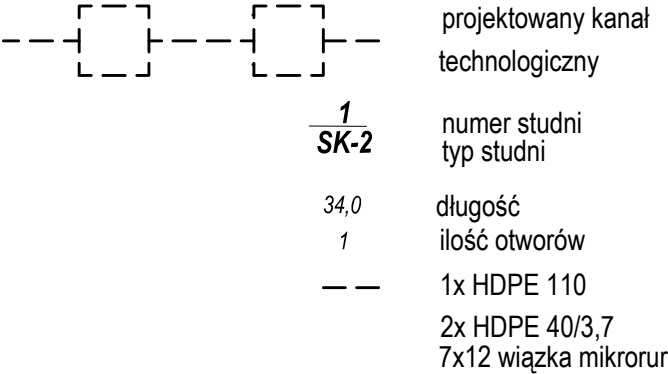 projektowany kanał
technologiczny
1 numer studni
SK-2 typ studni
34,0 długość
1 ilość otworów
1x HDPE 110
2x HDPE 40/3,7
7x12 wiązka mikrorur